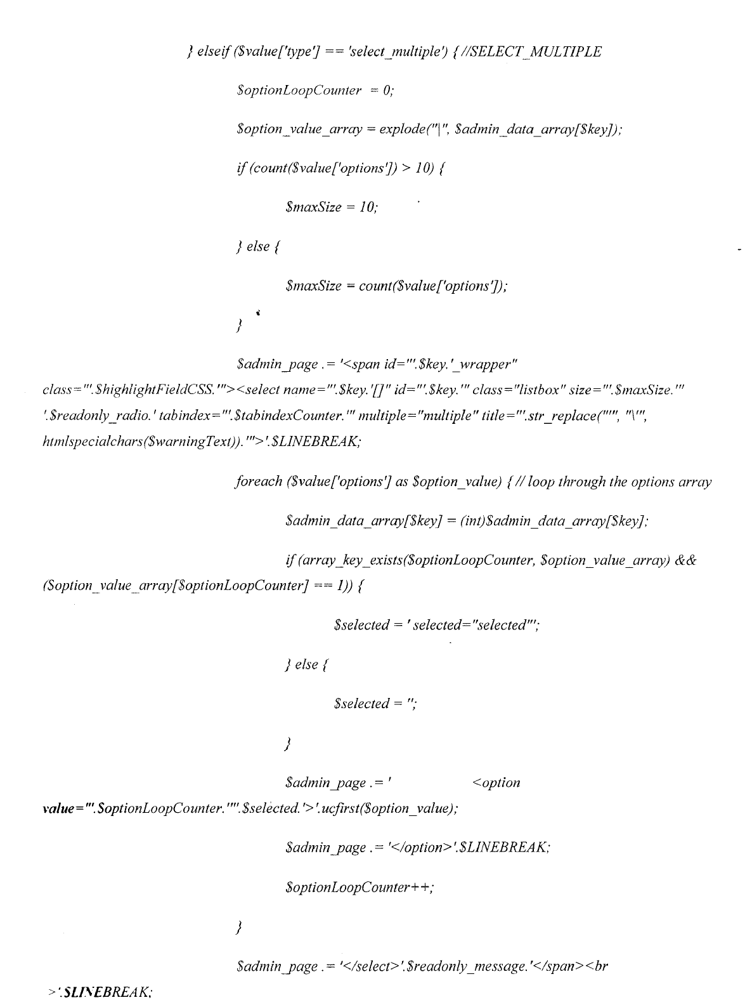 } elseif ($value['type'] == 'select_multiple') { //SELECT_MULTIPLE
$optionLoopCounter = 0;
$option_value_array = explode("|", $admin_data_array[$key]);
if (count($value['options']) > 10) {
$maxSize = 10;
} else {
$maxSize = count($value['options']);
}
$admin_page .= '<span id="'.$key.'_wrapper"
class="'.$highlightFieldCSS.'"><select name="'.$key.'[]" id="'.$key.'" class="listbox" size="'.$maxSize.'"
'.$readonly_radio.' tabindex="'.$tabindexCounter.'" multiple="multiple" title="'.str_replace("'", "\'",
htmlspecialchars($warningText)).'">'.$LINEBREAK;
foreach ($value['options'] as $option_value) { // loop through the options array
$admin_data_array[$key] = (int)$admin_data_array[$key];
if (array_key_exists($optionLoopCounter, $option_value_array) &&
($option_value_array[$optionLoopCounter] == 1)) {
$selected = ' selected="selected"';
} else {
$selected = '';
}
$admin_page .= ' <option
value="'.$optionLoopCounter.'"'.$selected.'>'.ucfirst($option_value);
$admin_page .= '</option>'.$LINEBREAK;
$optionLoopCounter++;
}
$admin_page .= '</select>'.$readonly_message.'</span><br
>'.$LINEBREAK;